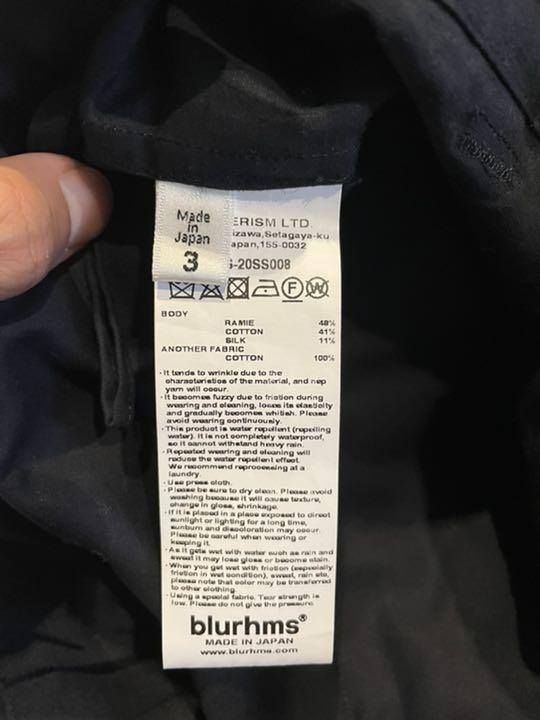 Made
in
Japan
3
ERISM LTD.
izawa,Setagaya-ku
apan,155-0032
S-20SS008
F W
BODY
RAMIE 48%
COTTON 41%
SILK 11%
ANOTHER FABRIC
COTTON 100%
· It tends to wrinkle due to the
characteristics of the material, and nep
yarn will occur.
· It becomes fuzzy due to friction during
wearing and cleaning, loses its elasticity
and gradually becomes whitish. Please
avoid wearing continuously.
· This product is water repellent (repelling
water). It is not completely waterproof,
so it cannot withstand heavy rain.
· Repeated wearing and cleaning will
reduce the water repellent effect.
We recommend reprocessing at a
laundry.
· Use press cloth.
· Please be sure to dry clean. Please avoid
washing because it will cause texture,
change in gloss, shrinkage.
· If it is placed in a place exposed to direct
sunlight or lighting for a long time,
sunburn and discoloration may occur.
Please be careful when wearing or
keeping it.
· As it gets wet with water such as rain and
sweat it may lose gloss or become stain.
· When you get wet with friction (especially
friction in wet condition), sweat, rain etc,
please note that color may be transferred
to other clothing.
· Using a special fabric. Tear strength is
low. Please do not give the pressure.
blurhms®
MADE IN JAPAN
www.blurhms.com